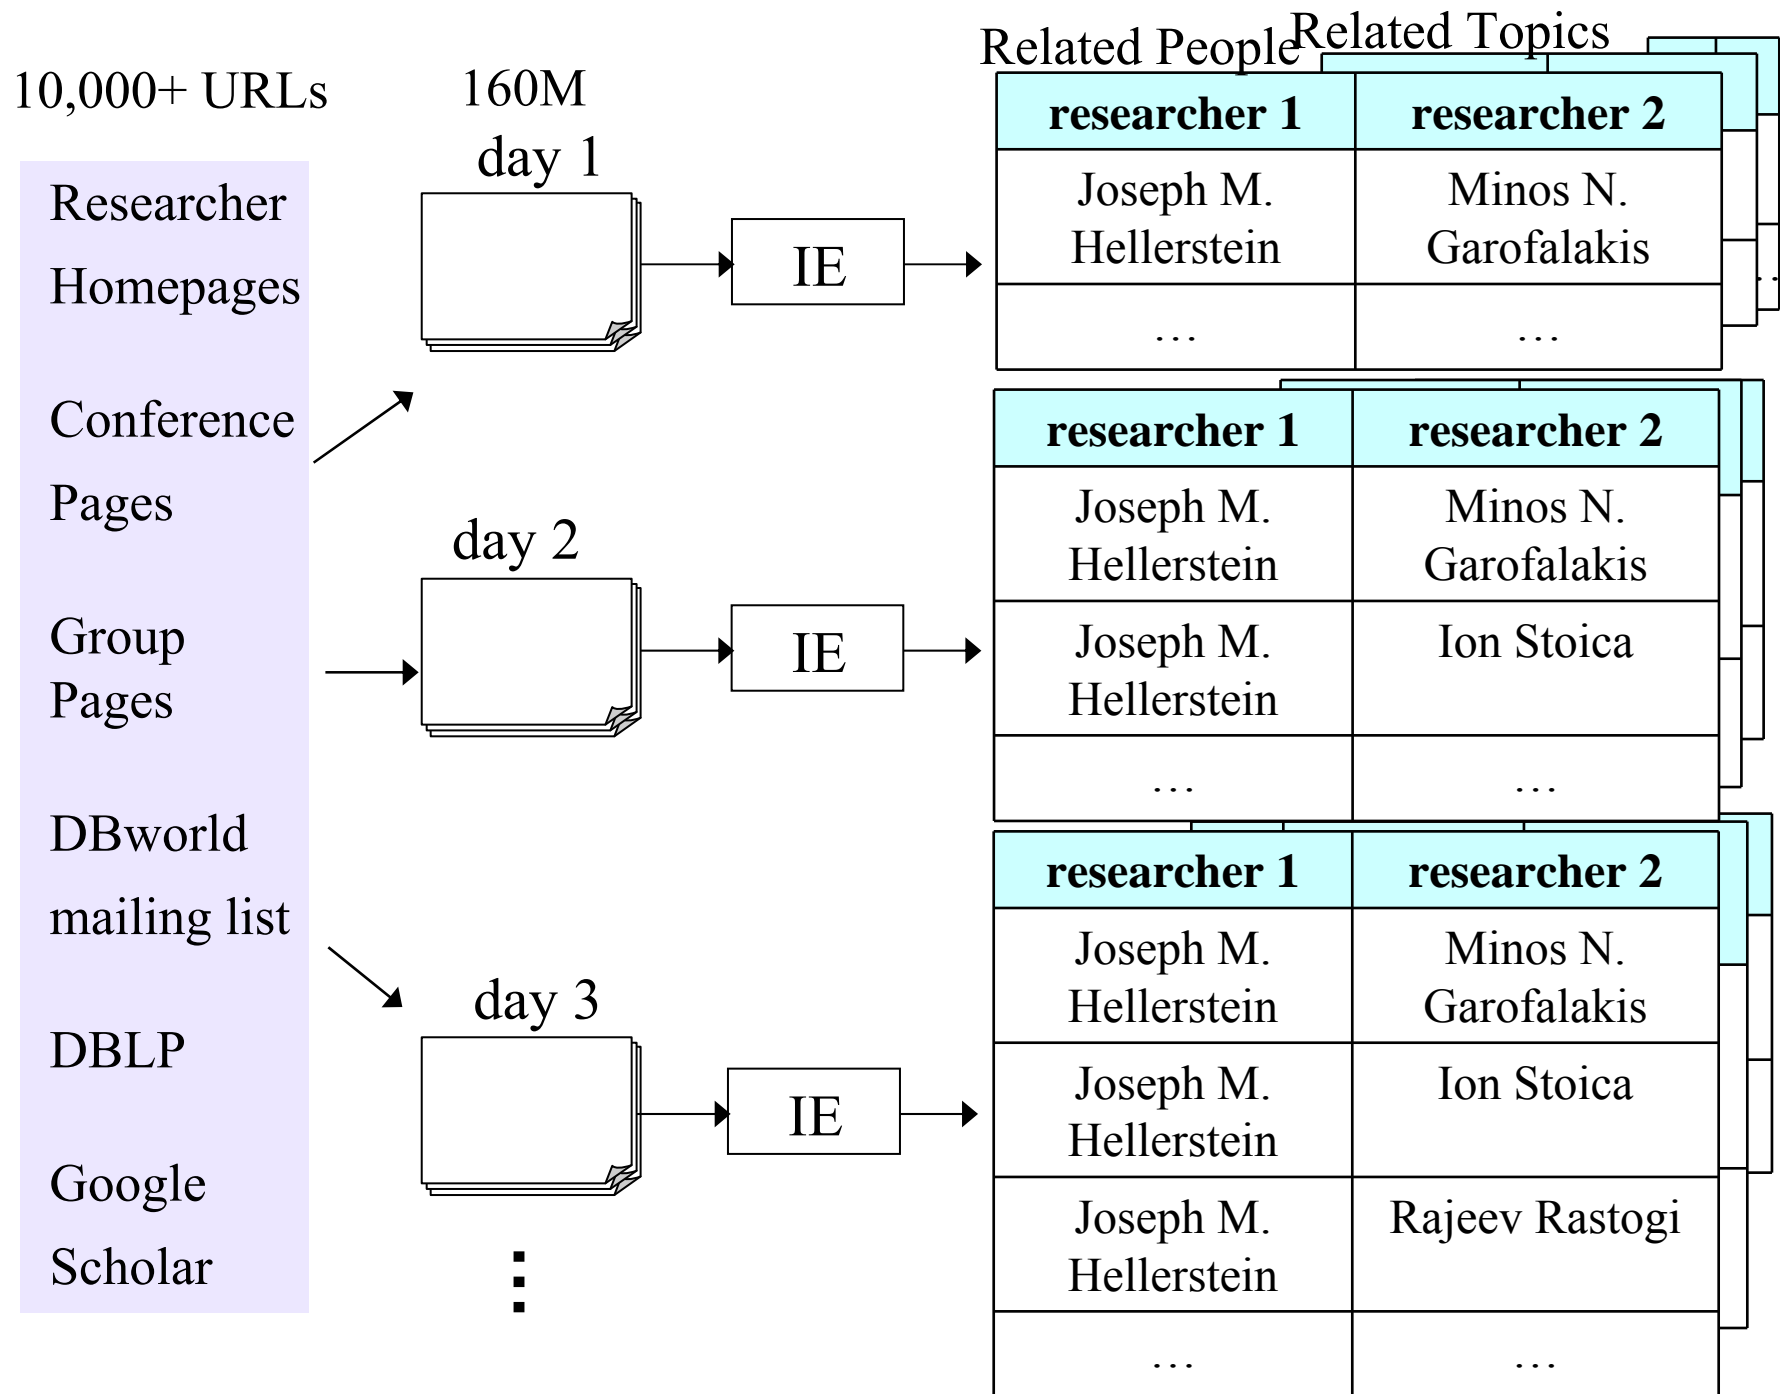 10,000+ URLs
Researcher
Homepages
Conference
Pages
Group
Pages
DBworld
mailing list
DBLP
Google
Scholar
160M
day 1
IE
day 2
IE
day 3
IE
Related People
Related Topics
researcher 1 researcher 2
Joseph M. Minos N.
Hellerstein Garofalakis
… …
..
researcher 1 researcher 2
Joseph M. Minos N.
Hellerstein Garofalakis
Joseph M. Ion Stoica
Hellerstein
… …
researcher 1 researcher 2
Joseph M. Minos N.
Hellerstein Garofalakis
Joseph M. Ion Stoica
Hellerstein
Joseph M. Rajeev Rastogi
Hellerstein
… …